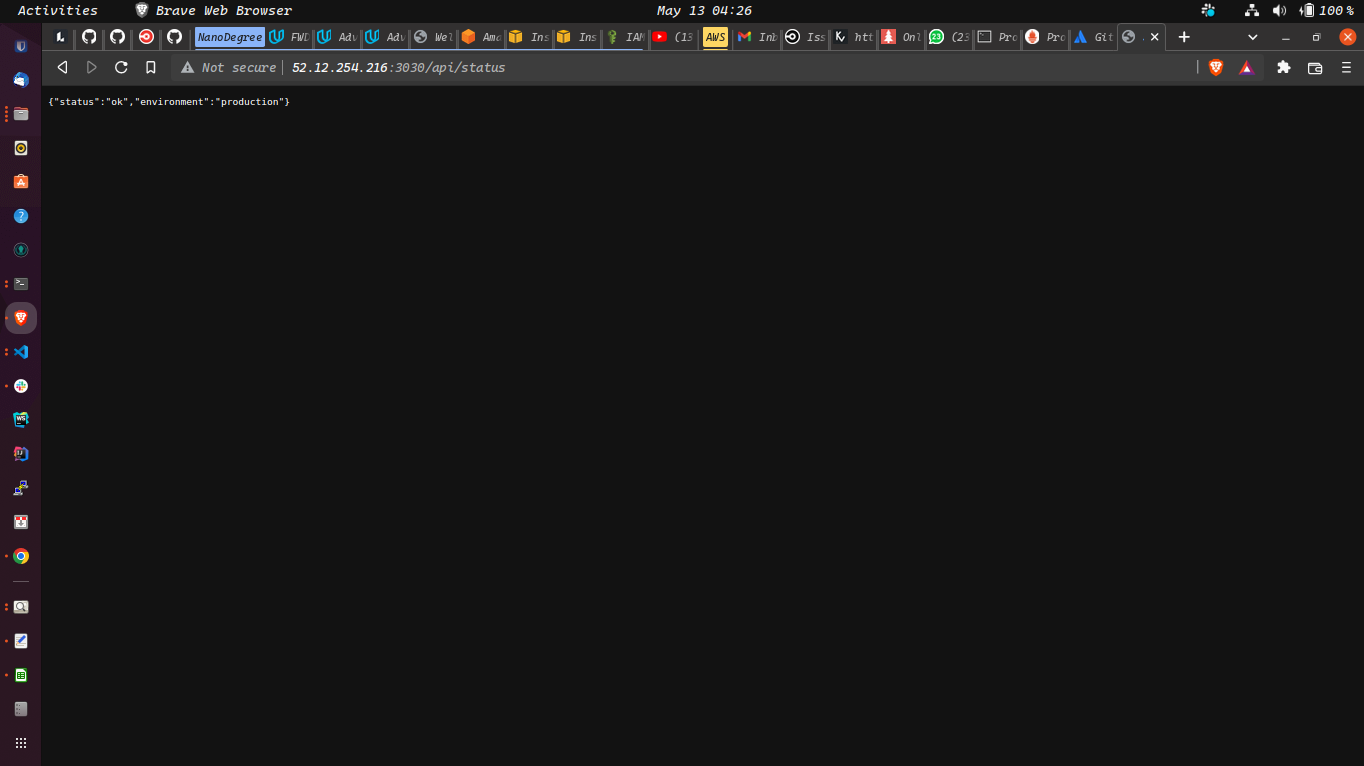 Activities Brave Web Browser May 13 04:26 100 %
NanoDegree FWD Adv Adv Wel Ama Ins Ins IAM (13 AWS Inb Iss htt Onl (23 Pro Pro Git
Not secure 52.12.254.216:3030/api/status
{"status":"ok","environment":"production"}